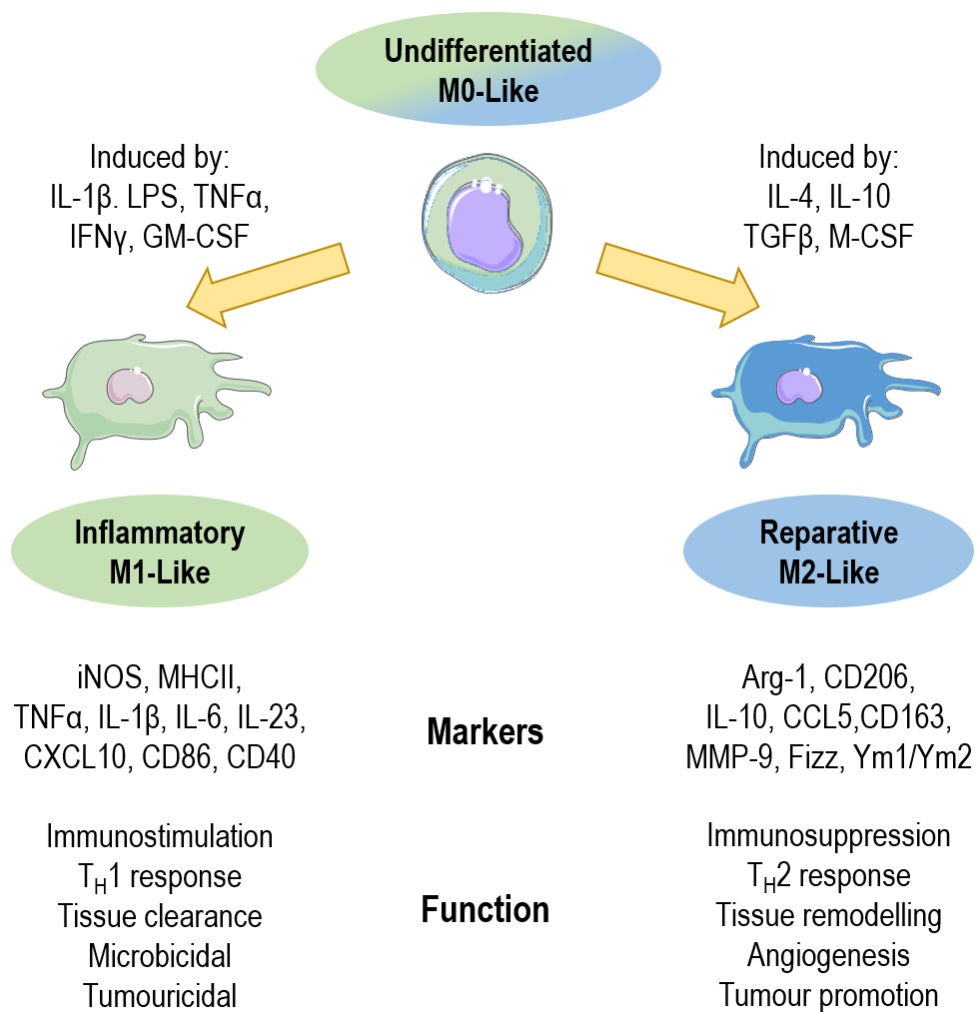 Undifferentiated
M0-Like
Induced by:
IL-1β. LPS, TNFα,
IFNγ, GM-CSF
Induced by:
IL-4, IL-10
TGFβ, M-CSF
Inflammatory
M1-Like
Reparative
M2-Like
iNOS, MHCII,
TNFα, IL-1β, IL-6, IL-23,
CXCL10, CD86, CD40
Markers
Arg-1, CD206,
IL-10, CCL5,CD163,
MMP-9, Fizz, Ym1/Ym2
Immunostimulation
TH1 response
Tissue clearance
Microbicidal
Tumouricidal
Function
Immunosuppression
TH2 response
Tissue remodelling
Angiogenesis
Tumour promotion